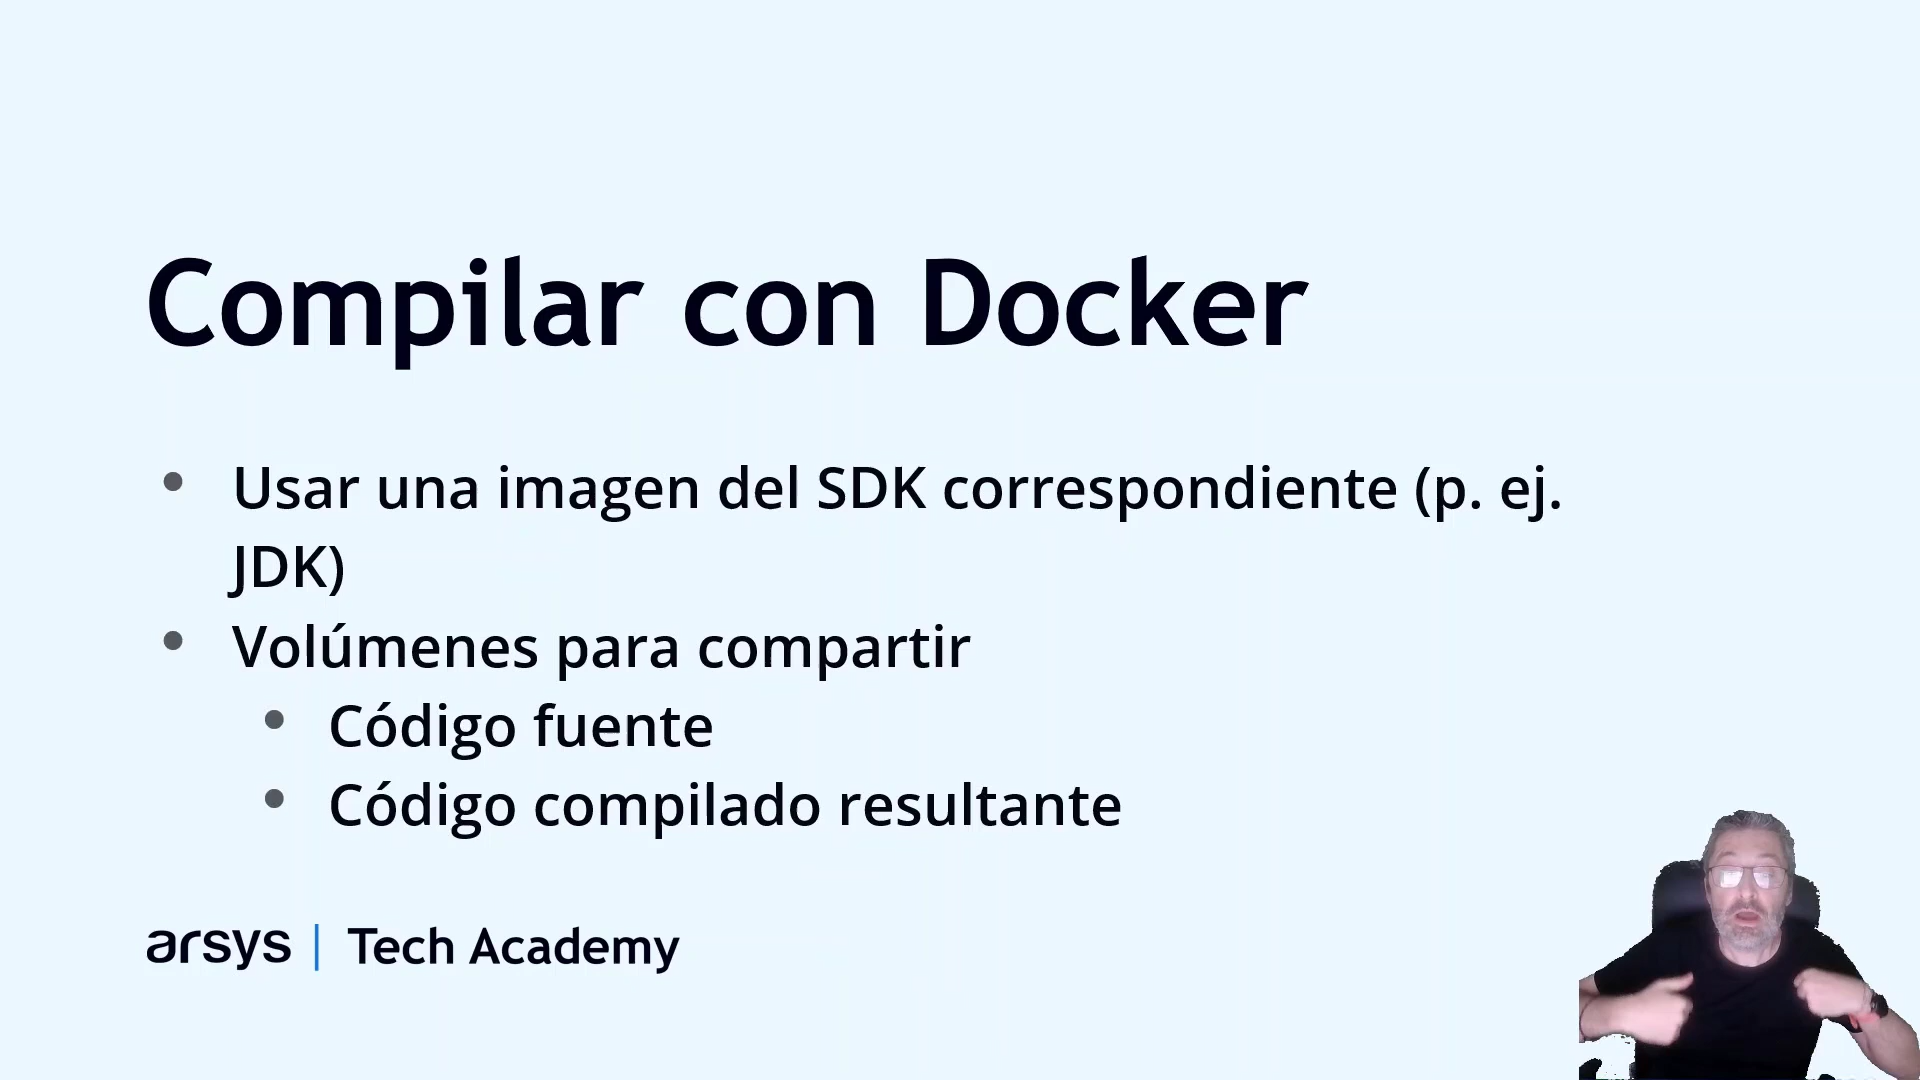 Compilar con Docker
• Usar una imagen del SDK correspondiente (p. ej.
JDK)
• Volúmenes para compartir
• Código fuente
• Código compilado resultante
arsys | Tech Academy